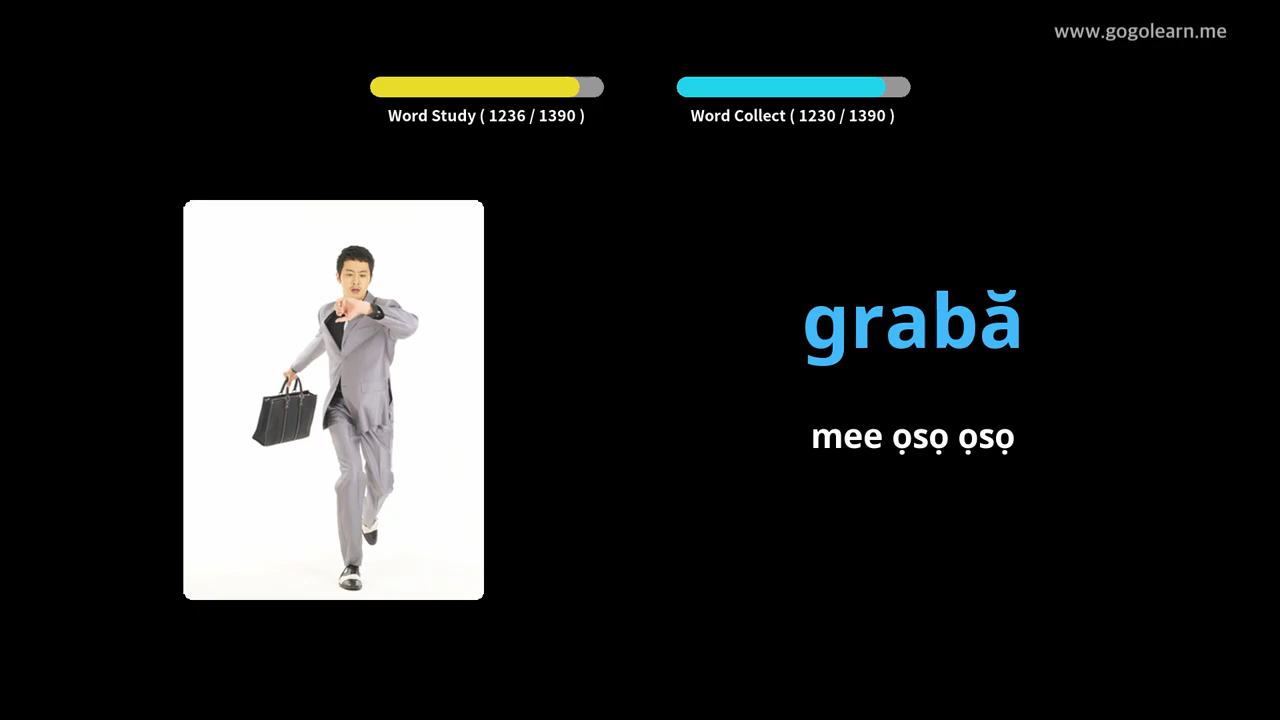 www.gogolearn.me
Word Study ( 1236 / 1390 )
Word Collect ( 1230 / 1390 )
grabă
mee ọsọ ọsọ